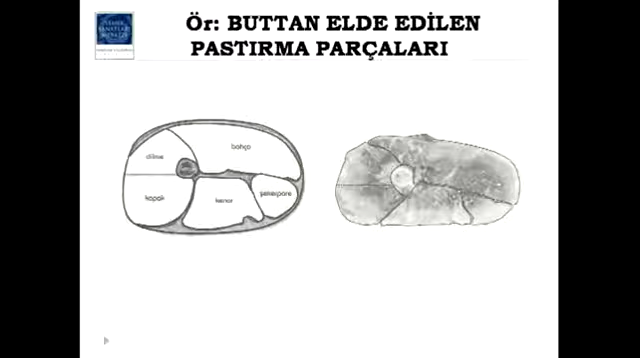 Ör: BUTTAN ELDE EDİLEN
PASTIRMA PARÇALARI
bohça
dilme
kapak
kenar
şekerpare